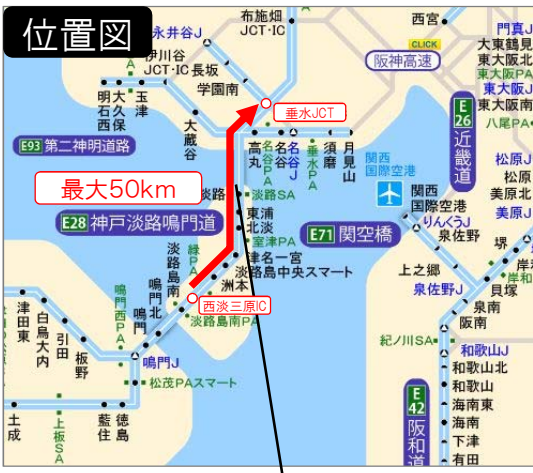 位置図
布施畑
JCT・IC
西宮
門真J
大東鶴見
東大阪北
東大阪PA
東大阪J
東大阪南
八尾PA
CLICK
阪神高速
永井谷J
伊川谷
JCT・IC
長坂
学園南
明石西
大久保
玉津
大蔵谷
垂水JCT
高丸
名谷PA
名谷
名谷J
垂水PA
須磨
月見山
E93 第二神明道路
E26 近畿道
松原J
松原
美原北
美原J
最大50km
淡路
淡路SA
関西
国際空港
関西
国際空港
りんくうJ
泉佐野
E28 神戸淡路鳴門道
東浦
北淡
室津PA
E71 関空橋
津名一宮
淡路島中央スマート
洲本
緑PA
淡路島南
西淡三原IC
淡路島南PA
上之郷
泉佐野J
堺
岸和
貝塚
泉南
阪南
鳴門西PA
鳴門北
鳴門
鳴門J
松茂PAスマート
津田東
白鳥大内
引田
板野
土成
上板SA
藍住
徳島
紀ノ川SA
和歌山J
和歌山北
和歌山
海南東
海南
下津
有田
E42 阪和道